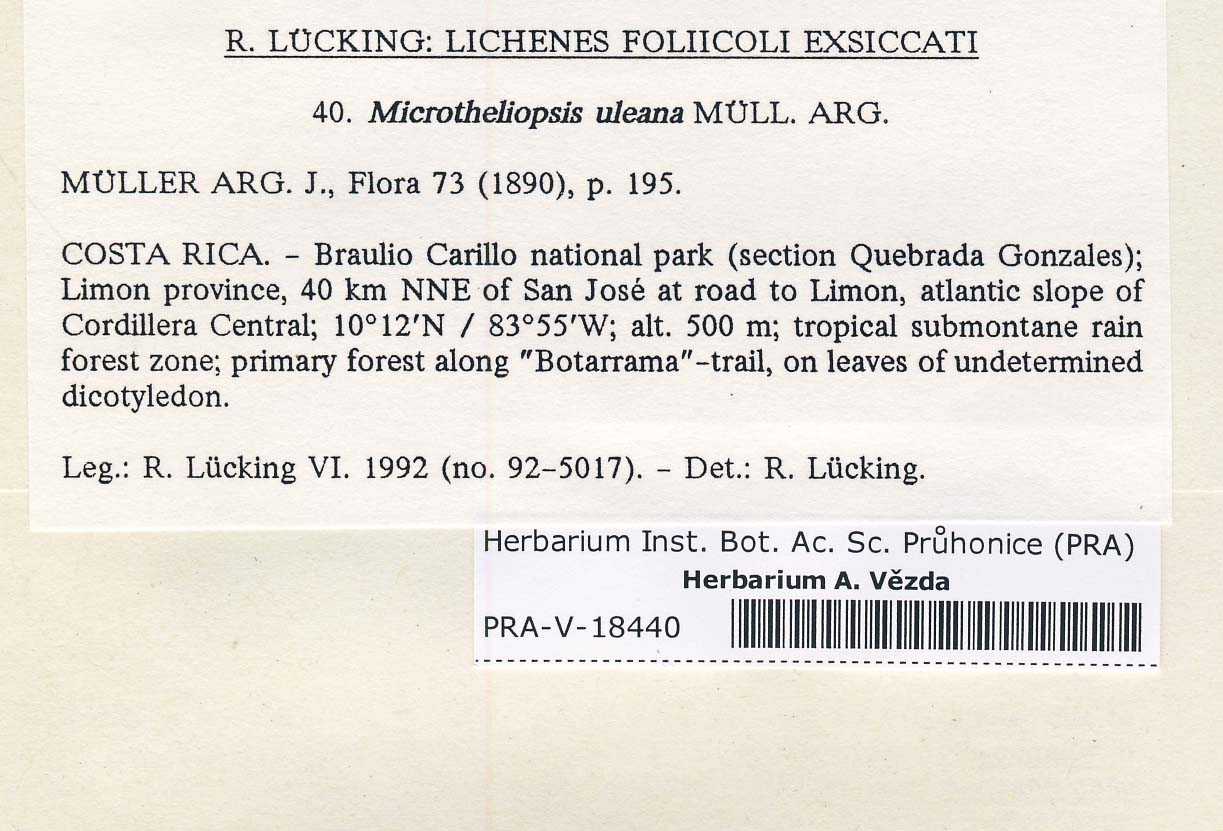 R. LÜCKING: LICHENES FOLIICOLI EXSICCATI
40. Microtheliopsis uleana MÜLL. ARG.
MÜLLER ARG. J., Flora 73 (1890), p. 195.
COSTA RICA. – Braulio Carillo national park (section Quebrada Gonzales);
Limon province, 40 km NNE of San José at road to Limon, atlantic slope of
Cordillera Central; 10°12'N / 83°55'W; alt. 500 m; tropical submontane rain
forest zone; primary forest along "Botarrama"-trail, on leaves of undetermined
dicotyledon.
Leg.: R. Lücking VI. 1992 (no. 92-5017). – Det.: R. Lücking.
Herbarium Inst. Bot. Ac. Sc. Průhonice (PRA)
Herbarium A. Vězda
PRA-V-18440